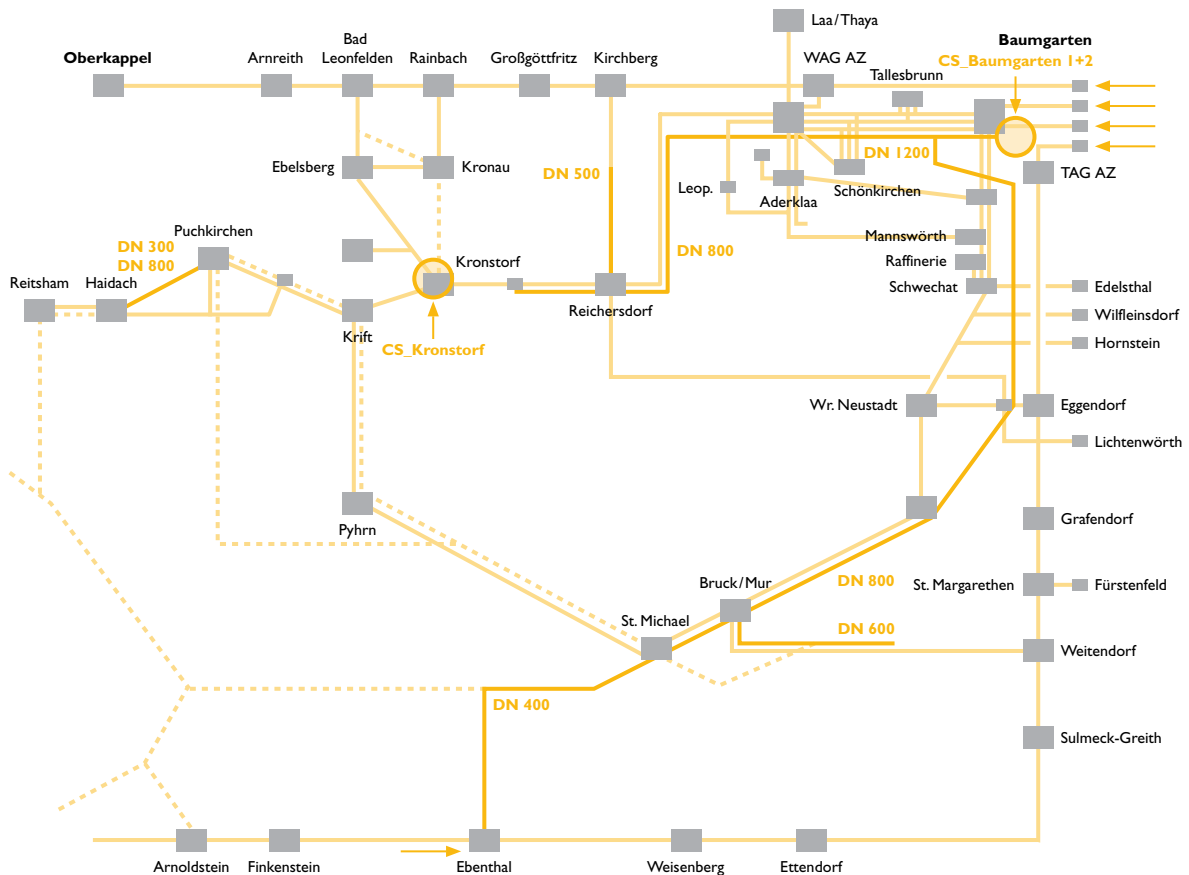 Laa/Thaya
Bad
Leonfelden
Oberkappel
Arnreith
Rainbach
Großgöttfritz
Kirchberg
WAG AZ
Baumgarten
CS_Baumgarten 1+2
Tallesbrunn
Ebelsberg
Kronau
DN 500
DN 1200
TAG AZ
Leop.
Aderklaa
Schönkirchen
Puchkirchen
DN 300
DN 800
Reitsham
Haidach
Kronstorf
DN 800
Mannswörth
Raffinerie
Schwechat
Edelsthal
Krift
Reichersdorf
Wilfleinsdorf
CS_Kronstorf
Hornstein
Wr. Neustadt
Eggendorf
Lichtenwörth
Pyhrn
Grafendorf
Bruck/Mur
DN 800
St. Margarethen
Fürstenfeld
St. Michael
DN 600
Weitendorf
DN 400
Sulmeck-Greith
Arnoldstein
Finkenstein
Ebenthal
Weisenberg
Ettendorf